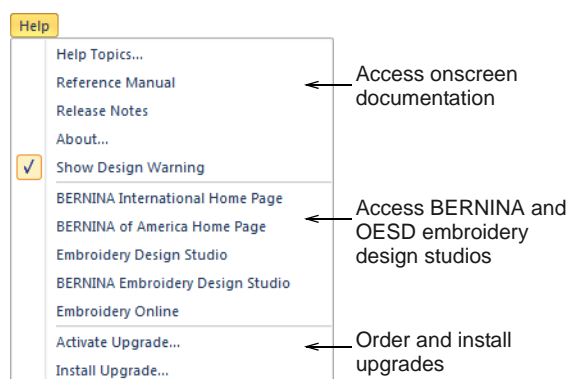 Help
Help Topics...
Reference Manual
Release Notes
About...
Show Design Warning
BERNINA International Home Page
BERNINA of America Home Page
Embroidery Design Studio
BERNINA Embroidery Design Studio
Embroidery Online
Activate Upgrade...
Install Upgrade...
Access onscreen
documentation
Access BERNINA and
OESD embroidery
design studios
Order and install
upgrades